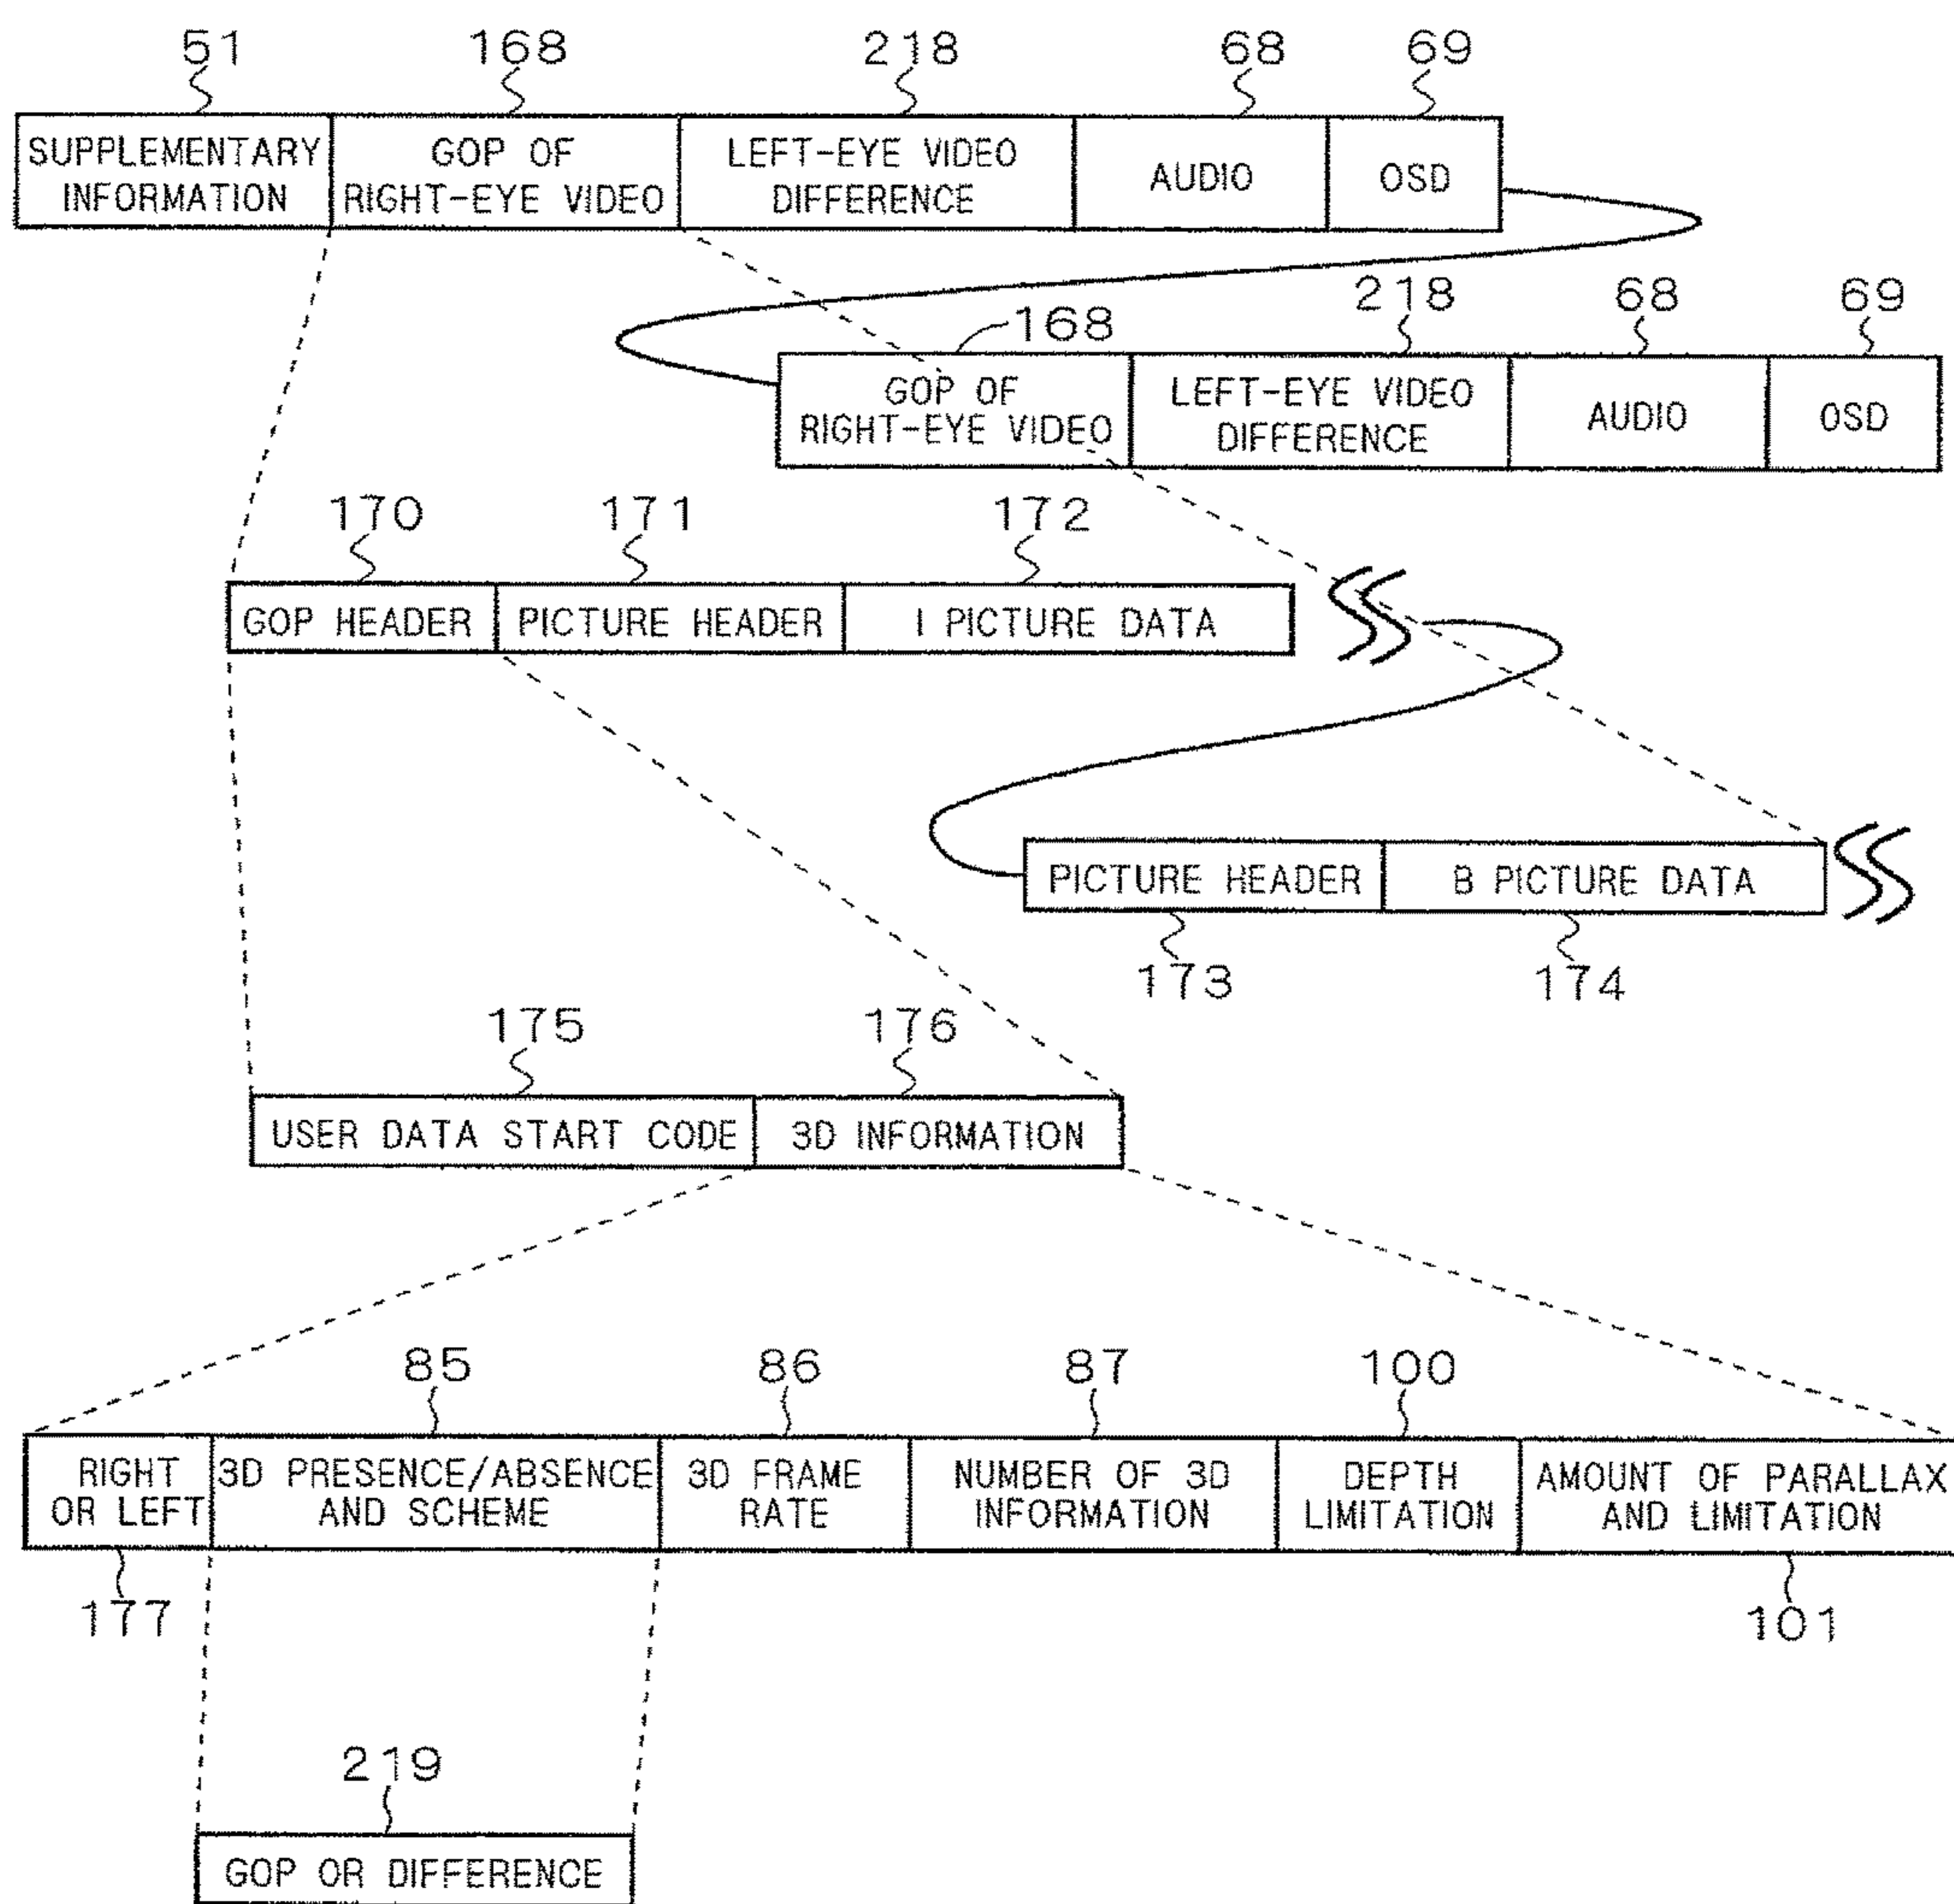 51 168 218 68 69
SUPPLEMENTARY INFORMATION
GOP OF RIGHT-EYE VIDEO
LEFT-EYE VIDEO DIFFERENCE
AUDIO
OSD
168 218 68 69
GOP OF RIGHT-EYE VIDEO
LEFT-EYE VIDEO DIFFERENCE
AUDIO
OSD
170 171 172
GOP HEADER
PICTURE HEADER
I PICTURE DATA
PICTURE HEADER
B PICTURE DATA
173 174
175 176
USER DATA START CODE
3D INFORMATION
85 86 87 100
RIGHT OR LEFT
3D PRESENCE/ABSENCE AND SCHEME
3D FRAME RATE
NUMBER OF 3D INFORMATION
DEPTH LIMITATION
AMOUNT OF PARALLAX AND LIMITATION
177 101
219
GOP OR DIFFERENCE